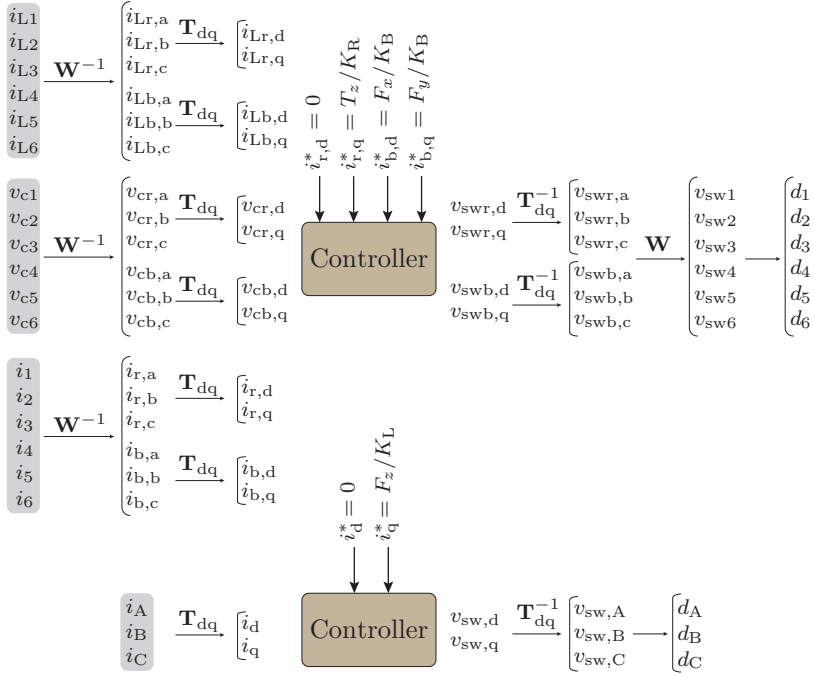 i_L1
i_L2
i_L3
i_L4
i_L5
i_L6
W^−1
i_Lr,a
i_Lr,b
i_Lr,c
i_Lb,a
i_Lb,b
i_Lb,c
T_dq
i_Lr,d
i_Lr,q
T_dq
i_Lb,d
i_Lb,q
v_c1
v_c2
v_c3
v_c4
v_c5
v_c6
W^−1
v_cr,a
v_cr,b
v_cr,c
v_cb,a
v_cb,b
v_cb,c
T_dq
v_cr,d
v_cr,q
T_dq
v_cb,d
v_cb,q
i_1
i_2
i_3
i_4
i_5
i_6
W^−1
i_r,a
i_r,b
i_r,c
i_b,a
i_b,b
i_b,c
T_dq
i_r,d
i_r,q
T_dq
i_b,d
i_b,q
i*_r,d = 0
i*_r,q = T_z/K_R
i*_b,d = F_x/K_B
i*_b,q = F_y/K_B
Controller
v_swr,d
v_swr,q
T_dq^−1
v_swr,a
v_swr,b
v_swr,c
v_swb,d
v_swb,q
T_dq^−1
v_swb,a
v_swb,b
v_swb,c
W
v_sw1
v_sw2
v_sw3
v_sw4
v_sw5
v_sw6
d_1
d_2
d_3
d_4
d_5
d_6
i_A
i_B
i_C
T_dq
i_d
i_q
i*_d = 0
i*_q = F_z/K_L
Controller
v_sw,d
v_sw,q
T_dq^−1
v_sw,A
v_sw,B
v_sw,C
d_A
d_B
d_C